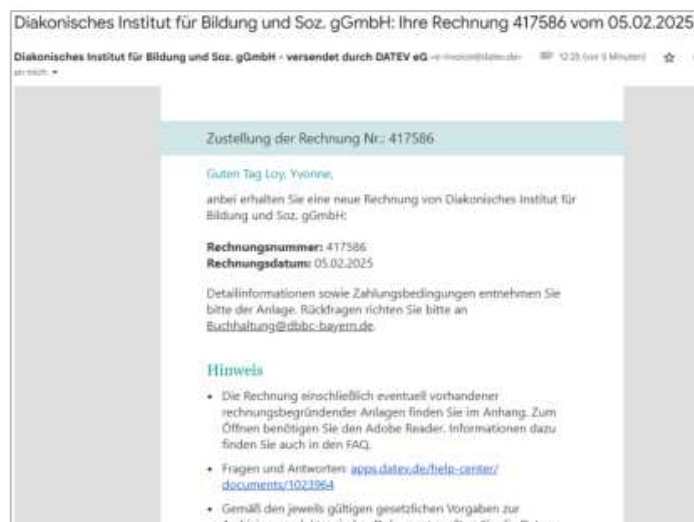 Diakonisches Institut für Bildung und Soz. gGmbH: Ihre Rechnung 417586 vom 05.02.2025
Diakonisches Institut für Bildung und Soz. gGmbH - versendet durch DATEV eG
12:25 (vor 5 Minuten)
an mich
Zustellung der Rechnung Nr.: 417586
Guten Tag Loy, Yvonne,
anbei erhalten Sie eine neue Rechnung von Diakonisches Institut für
Bildung und Soz. gGmbH:
Rechnungsnummer: 417586
Rechnungsdatum: 05.02.2025
Detailinformationen sowie Zahlungsbedingungen entnehmen Sie
bitte der Anlage. Rückfragen richten Sie bitte an
Buchhaltung@dbbc-bayern.de.
Hinweis
• Die Rechnung einschließlich eventuell vorhandener
rechnungsbegründender Anlagen finden Sie im Anhang. Zum
Öffnen benötigen Sie den Adobe Reader. Informationen dazu
finden Sie auch in den FAQ.
• Fragen und Antworten: apps.datev.de/help-center/
documents/1023964
• Gemäß den jeweils gültigen gesetzlichen Vorgaben zur